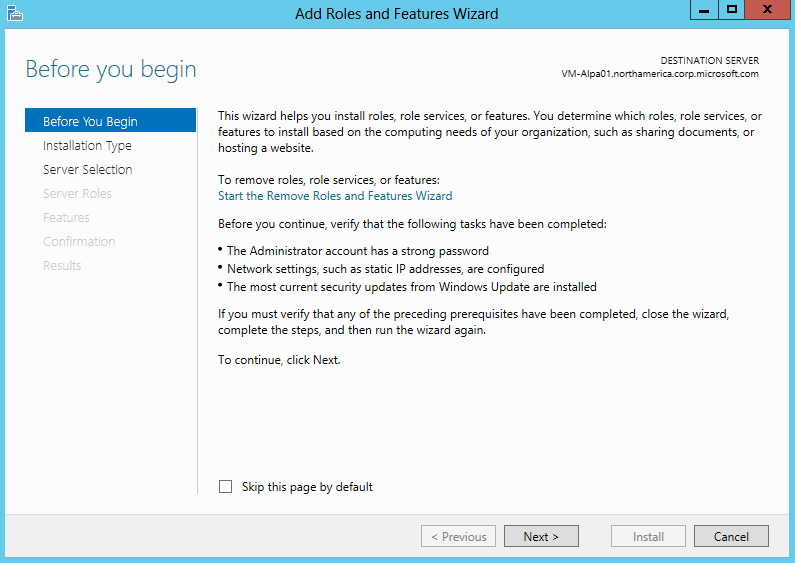 Add Roles and Features Wizard
Before you begin
DESTINATION SERVER
VM-Alpa01.northamerica.corp.microsoft.com
Before You Begin
Installation Type
Server Selection
Server Roles
Features
Confirmation
Results
This wizard helps you install roles, role services, or features. You determine which roles, role services, or
features to install based on the computing needs of your organization, such as sharing documents, or
hosting a website.
To remove roles, role services, or features:
Start the Remove Roles and Features Wizard
Before you continue, verify that the following tasks have been completed:
• The Administrator account has a strong password
• Network settings, such as static IP addresses, are configured
• The most current security updates from Windows Update are installed
If you must verify that any of the preceding prerequisites have been completed, close the wizard,
complete the steps, and then run the wizard again.
To continue, click Next.
Skip this page by default
< Previous
Next >
Install
Cancel